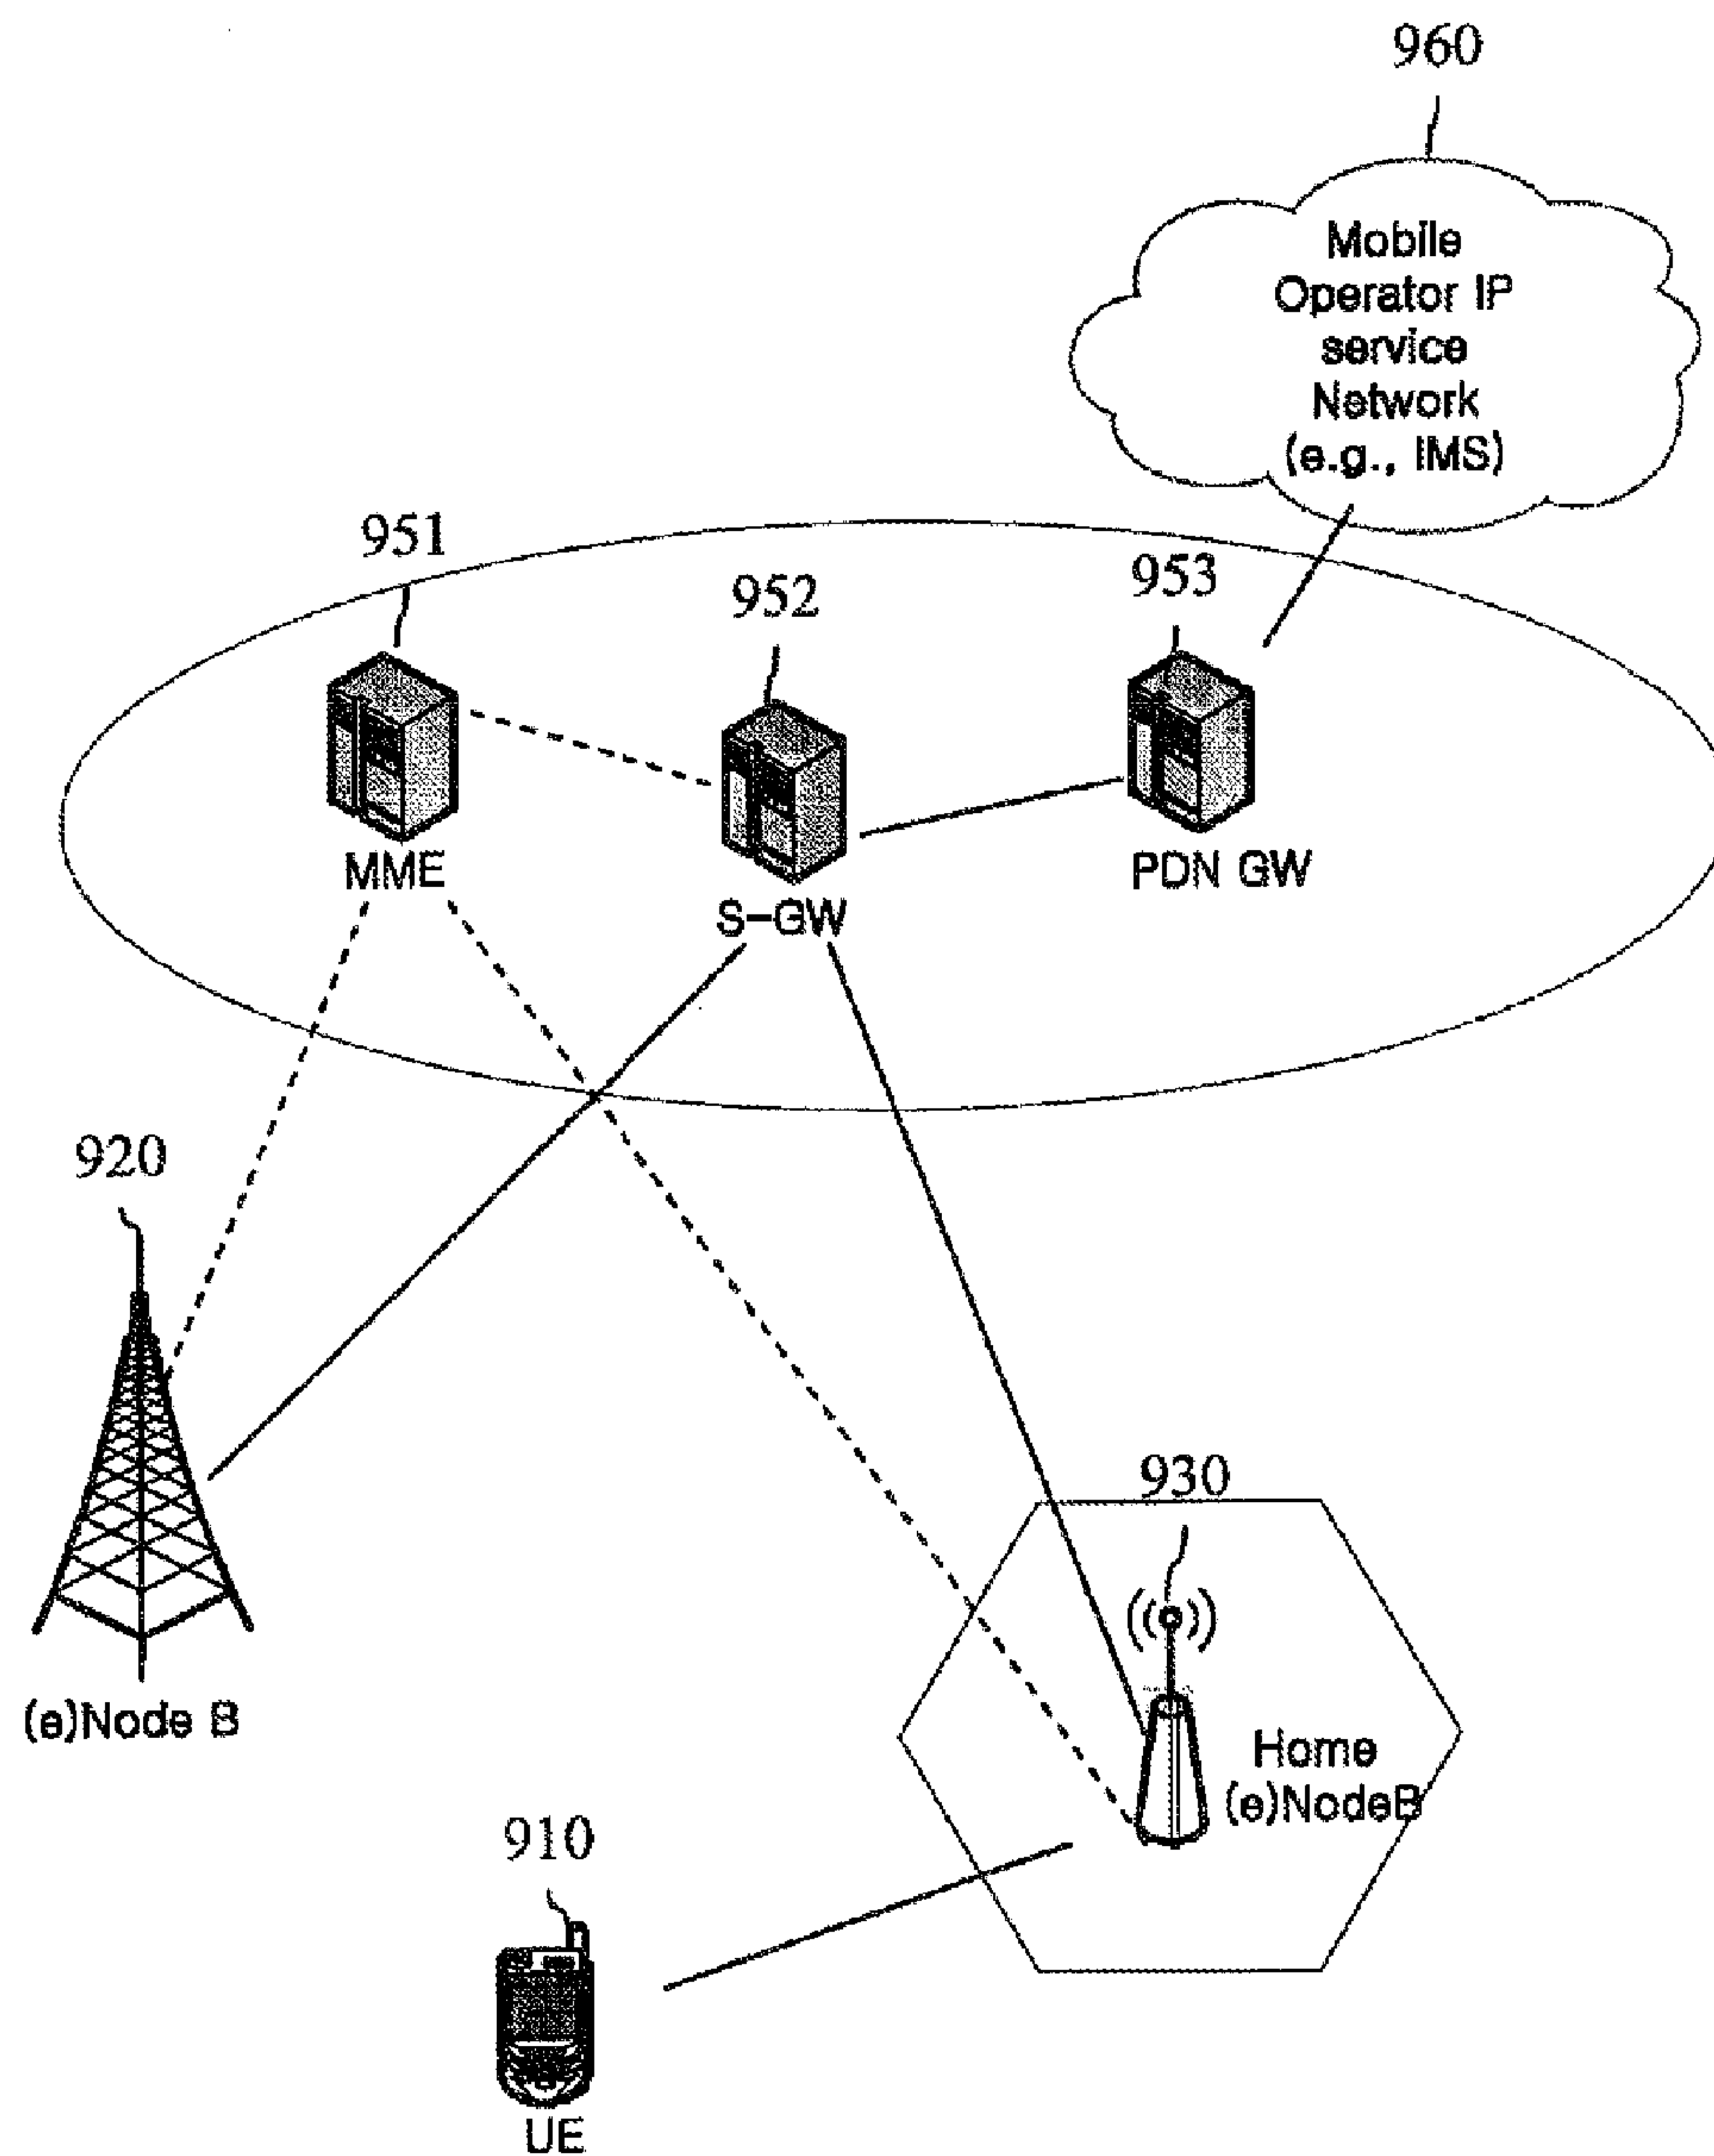 960
Mobile
Operator IP
service
Network
(e.g., IMS)
951
952
953
MME
S-GW
PDN GW
920
(e)Node B
930
Home
(e)NodeB
910
UE